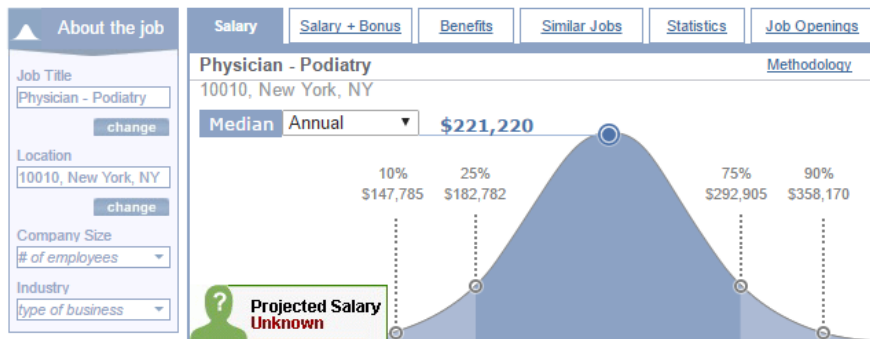 About the job
Job Title
Physician - Podiatry
change
Location
10010, New York, NY
change
Company Size
# of employees
Industry
type of business
Salary
Salary + Bonus
Benefits
Similar Jobs
Statistics
Job Openings
Physician - Podiatry
Methodology
10010, New York, NY
Median Annual $221,220
10% 25% 75% 90%
$147,785 $182,782 $292,905 $358,170
?
Projected Salary
Unknown